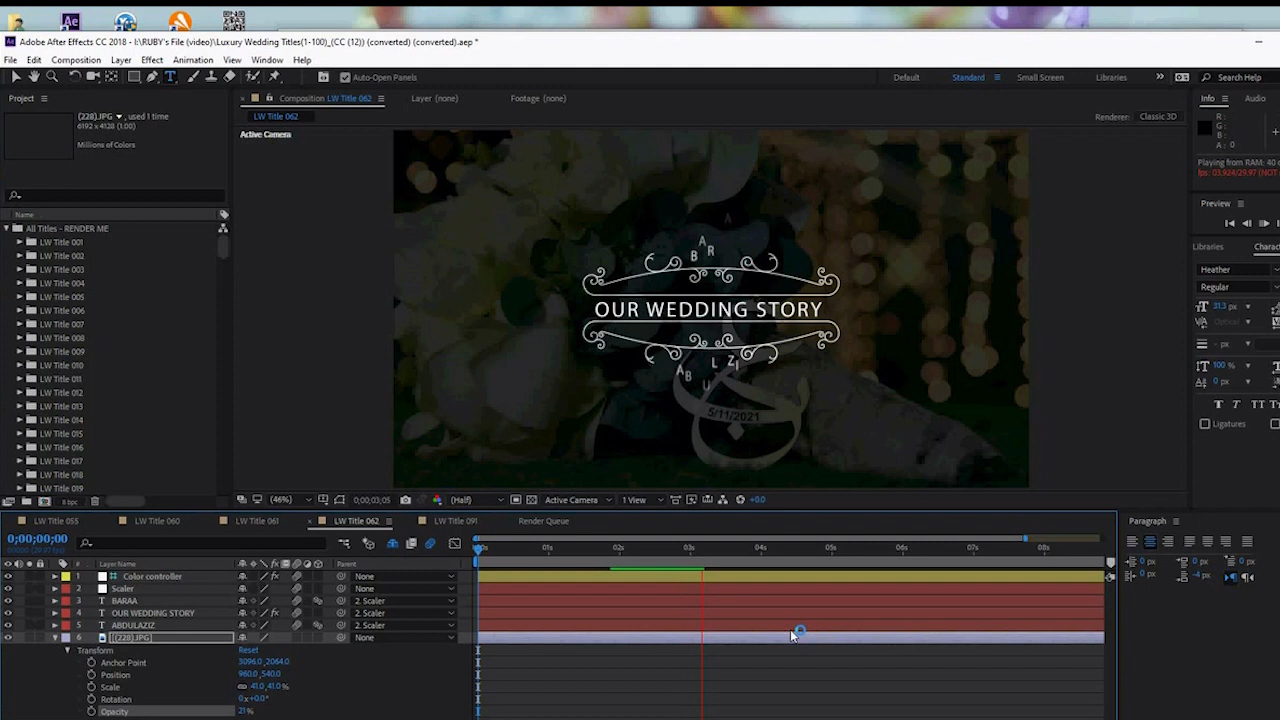 Ae
Adobe After Effects CC 2018 - I:\RUBY's File (video)\Luxury Wedding Titles(1-100)_(CC (12)) (converted) (converted).aep *
File Edit Composition Layer Effect Animation View Window Help
Auto-Open Panels Default Standard Small Screen Libraries Search Help
Project Composition LW Title 062 Layer (none) Footage (none) Info Audio
(228).JPG , used 1 time LW Title 062 Renderer: Classic 3D
6192 x 4128 (1.00)
Millions of Colors
Active Camera
R:
G:
B:
A: 0
Playing from RAM: 40
fps: 03.924/29.97 (NOT
Preview
Name
All Titles - RENDER ME
LW Title 001
LW Title 002
LW Title 003
LW Title 004
LW Title 005
LW Title 006
LW Title 007
LW Title 008
LW Title 009
LW Title 010
LW Title 011
LW Title 012
LW Title 013
LW Title 014
LW Title 015
LW Title 016
LW Title 017
LW Title 018
LW Title 019
8 bpc
A
B A R
OUR WEDDING STORY
A B U L Z I
5/11/2021
Libraries Charac
Heather
Regular
31.3 px
Optical
- px
100 %
0 px
T T TT Tт
Ligatures
(46%) 0;00;03;05 (Half) Active Camera 1 View +0.0
LW Title 055 LW Title 060 LW Title 061 LW Title 062 LW Title 091 Render Queue
0;00;00;00
# Layer Name Parent
:00s 01s 02s 03s 04s 05s 06s 07s 08s
1 Color controller None
2 Scaler None
3 T BARAA 2. Scaler
4 T OUR WEDDING STORY 2. Scaler
5 T ABDULAZIZ 2. Scaler
6 [(228).JPG] None
Transform Reset
Anchor Point 3096.0,2064.0
Position 960.0,540.0
Scale 41.0,41.0%
Rotation 0x+0.0°
Opacity 21%
Paragraph
0 px 0 px
0 px -4 px